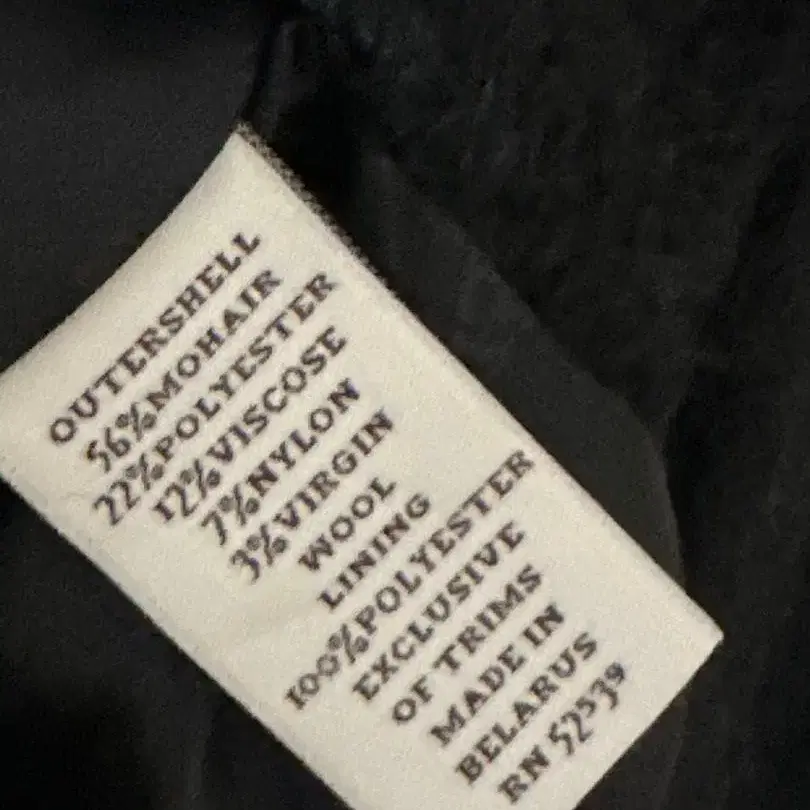 OUTERSHELL
56%MOHAIR
22%POLYESTER
12%VISCOSE
7%NYLON
3%VIRGIN
WOOL
LINING
100%POLYESTER
EXCLUSIVE
OF TRIMS
MADE IN
BELARUS
RN 52539